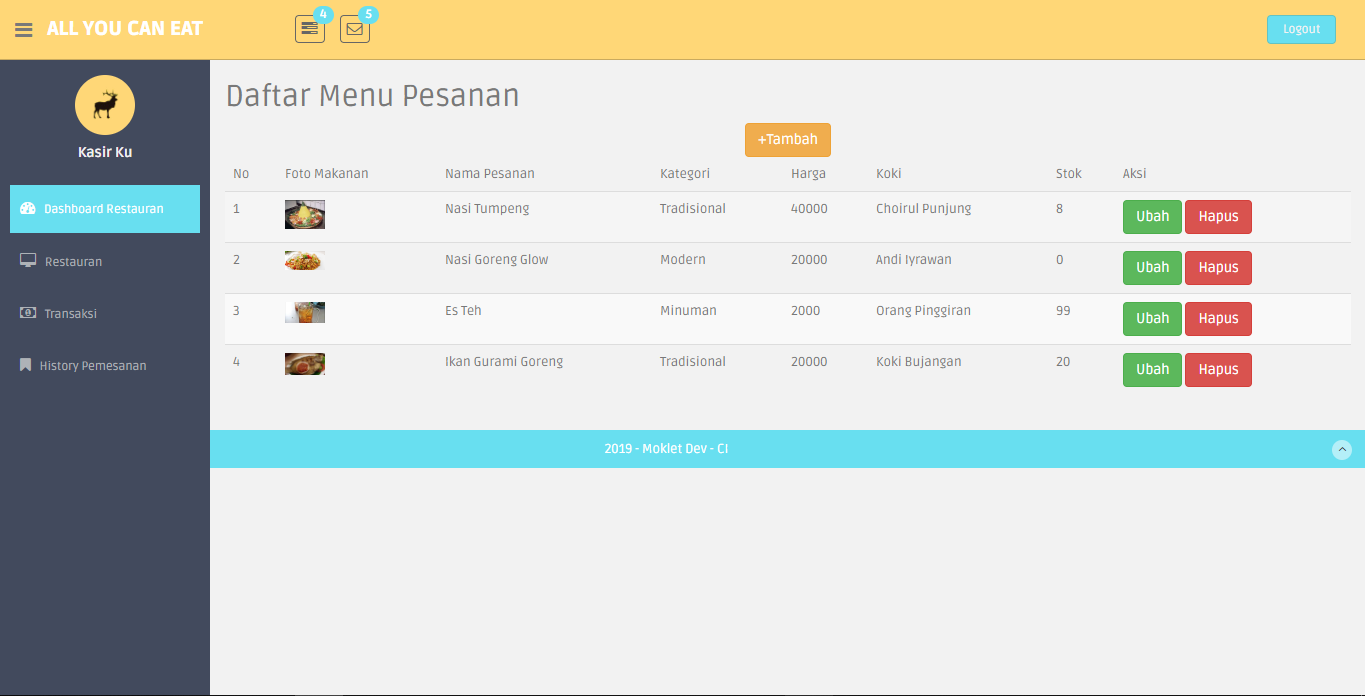 ALL YOU CAN EAT
4
5
Logout
Kasir Ku
Dashboard Restauran
Restauran
Transaksi
History Pemesanan
Daftar Menu Pesanan
+Tambah
No Foto Makanan Nama Pesanan Kategori Harga Koki Stok Aksi
1 Nasi Tumpeng Tradisional 40000 Choirul Punjung 8 Ubah Hapus
2 Nasi Goreng Glow Modern 20000 Andi Iyrawan 0 Ubah Hapus
3 Es Teh Minuman 2000 Orang Pinggiran 99 Ubah Hapus
4 Ikan Gurami Goreng Tradisional 20000 Koki Bujangan 20 Ubah Hapus
2019 - Moklet Dev - CI